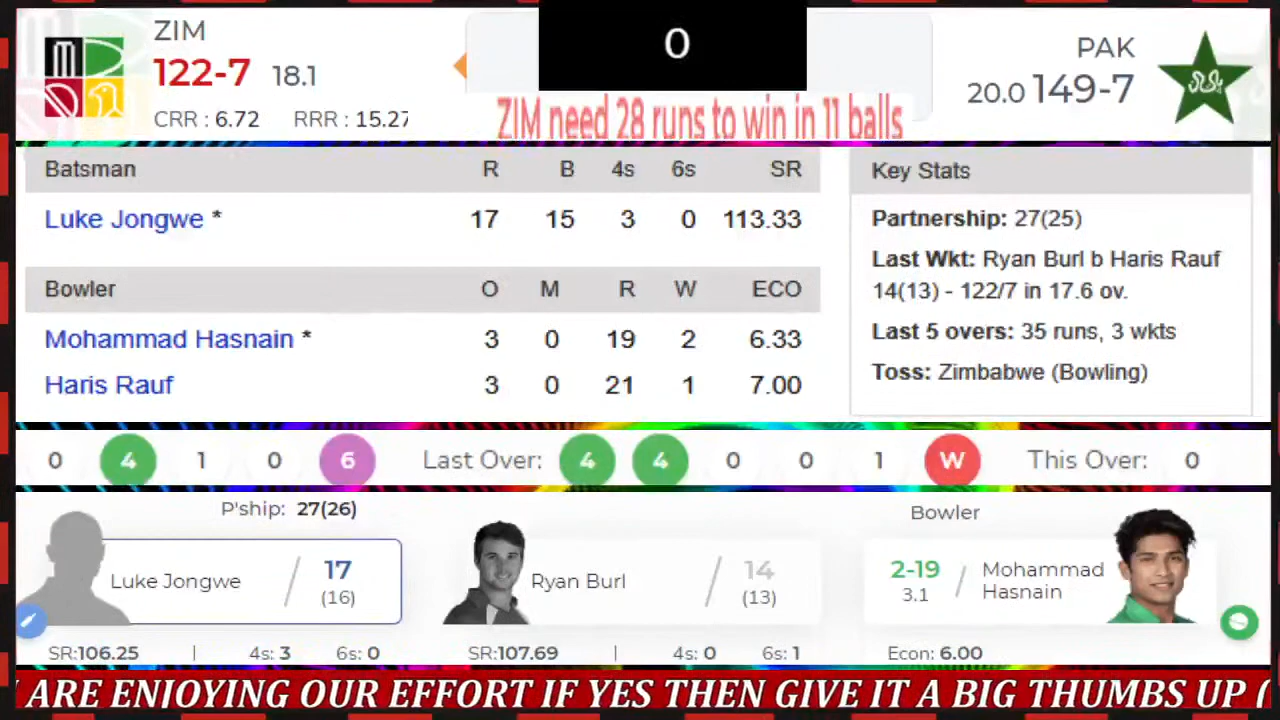 ZIM
122-7 18.1
CRR : 6.72 RRR : 15.27
0
ZIM need 28 runs to win in 11 balls
PAK
20.0 149-7
Batsman R B 4s 6s SR
Luke Jongwe * 17 15 3 0 113.33
Bowler O M R W ECO
Mohammad Hasnain * 3 0 19 2 6.33
Haris Rauf 3 0 21 1 7.00
Key Stats
Partnership: 27(25)
Last Wkt: Ryan Burl b Haris Rauf
14(13) - 122/7 in 17.6 ov.
Last 5 overs: 35 runs, 3 wkts
Toss: Zimbabwe (Bowling)
0 4 1 0 6 Last Over: 4 4 0 0 1 W This Over: 0
P'ship: 27(26)
Luke Jongwe / 17
(16)
SR:106.25 | 4s: 3 6s: 0
Ryan Burl / 14
(13)
SR:107.69 | 4s: 0 6s: 1
Bowler
2-19 / Mohammad
3.1 Hasnain
Econ: 6.00
ARE ENJOYING OUR EFFORT IF YES THEN GIVE IT A BIG THUMBS UP (